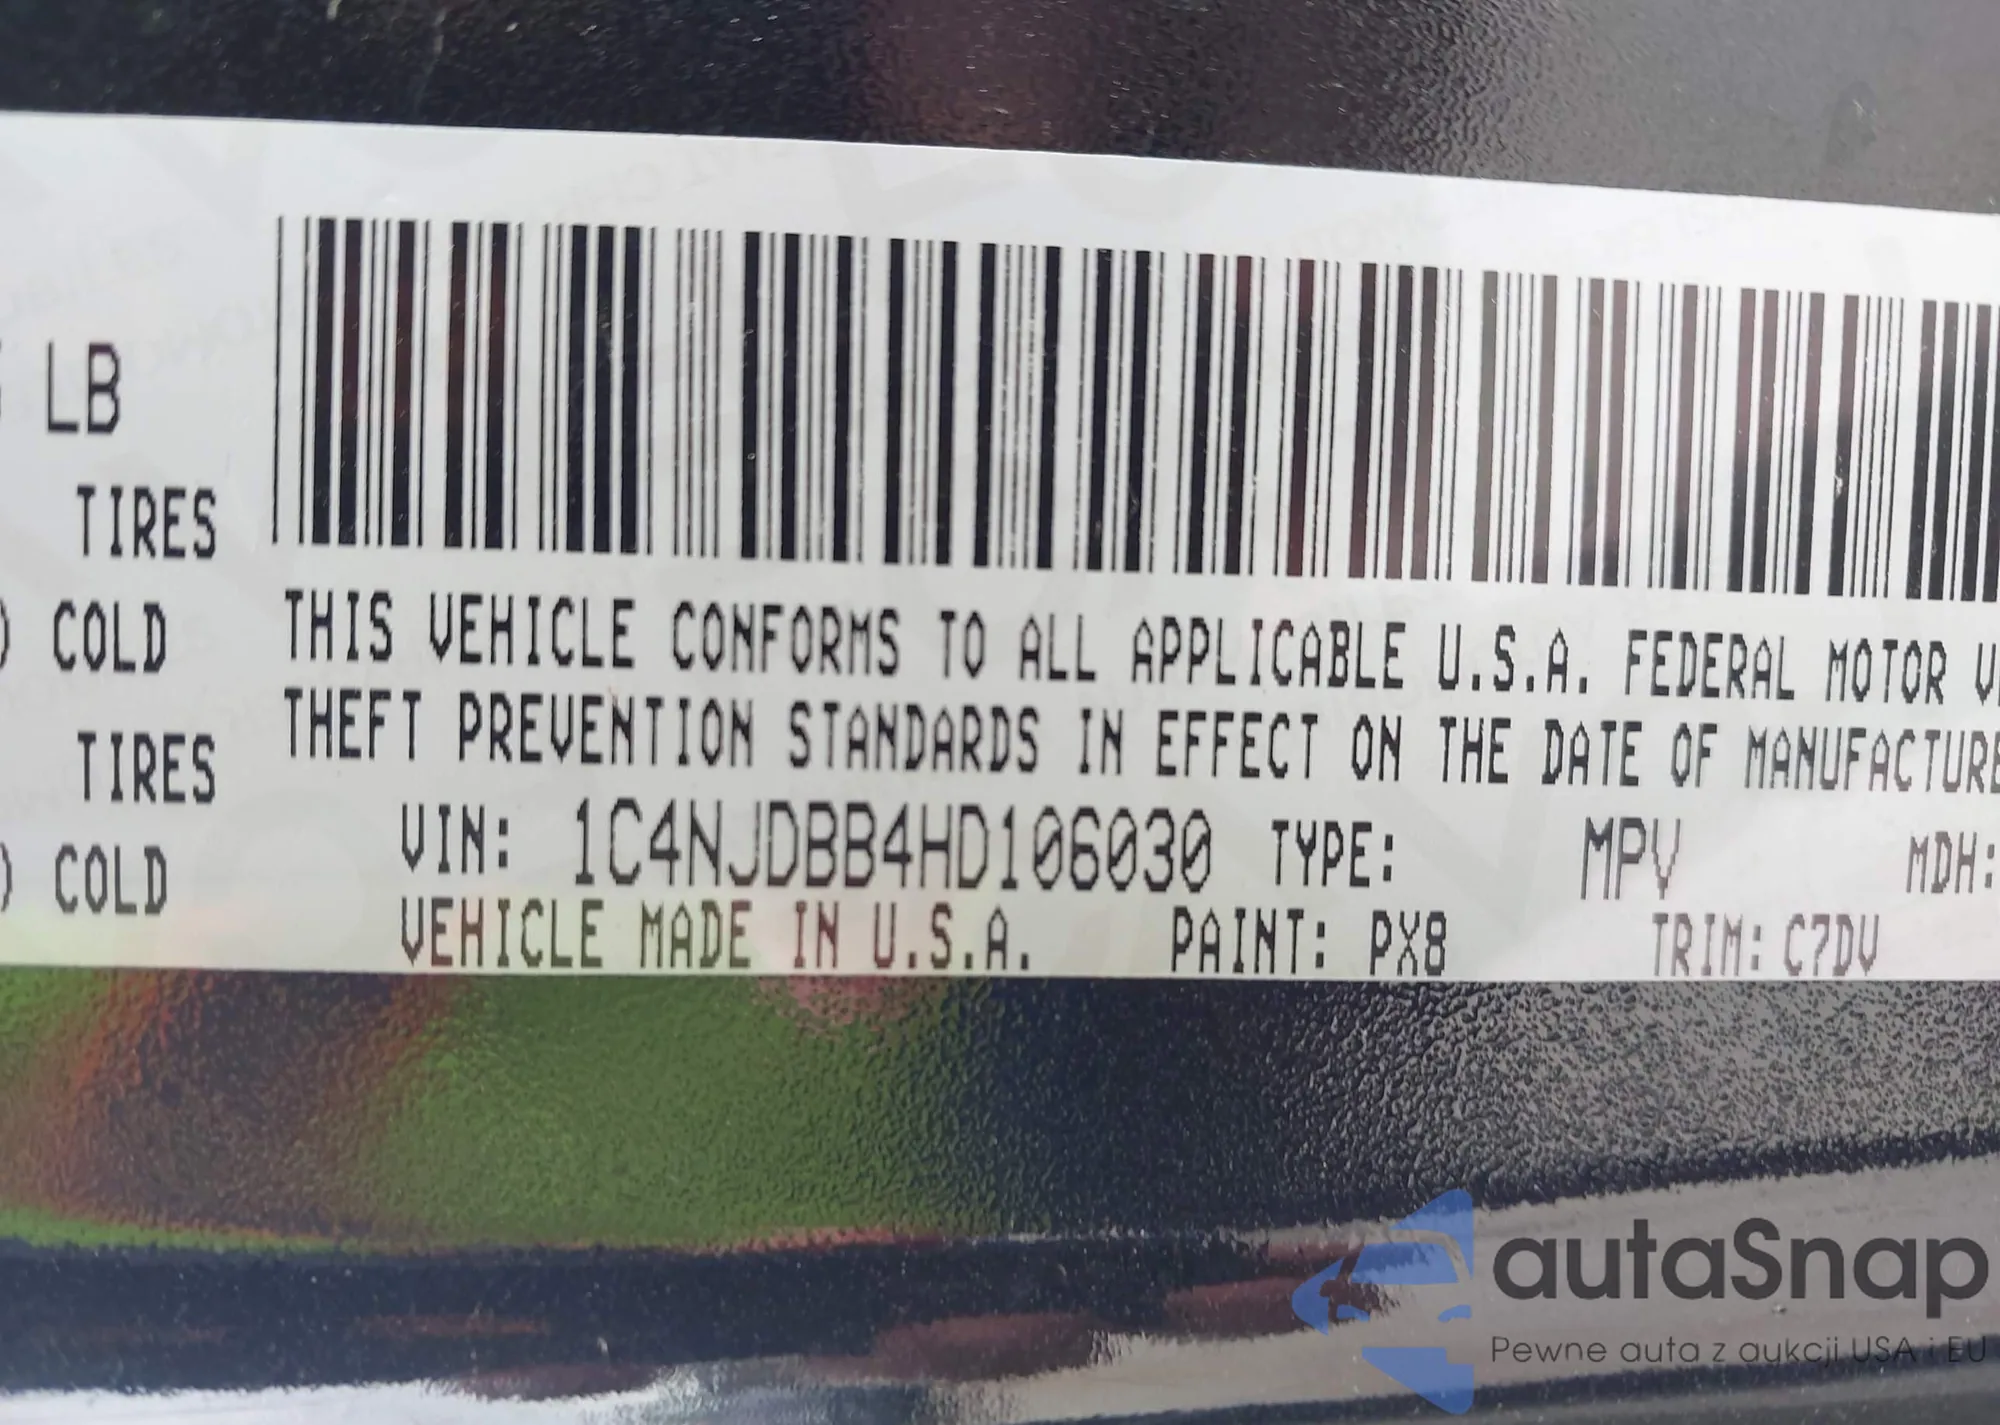 LB
TIRES
COLD
TIRES
COLD
THIS VEHICLE CONFORMS TO ALL APPLICABLE U.S.A. FEDERAL MOTOR
THEFT PREVENTION STANDARDS IN EFFECT ON THE DATE OF MANUFACTURE
VIN: 1C4NJDBB4HD106030 TYPE: MPV MDH:
VEHICLE MADE IN U.S.A. PAINT: PX8 TRIM: C7DV
autaSnap
Pewne auta z aukcji USA i EU